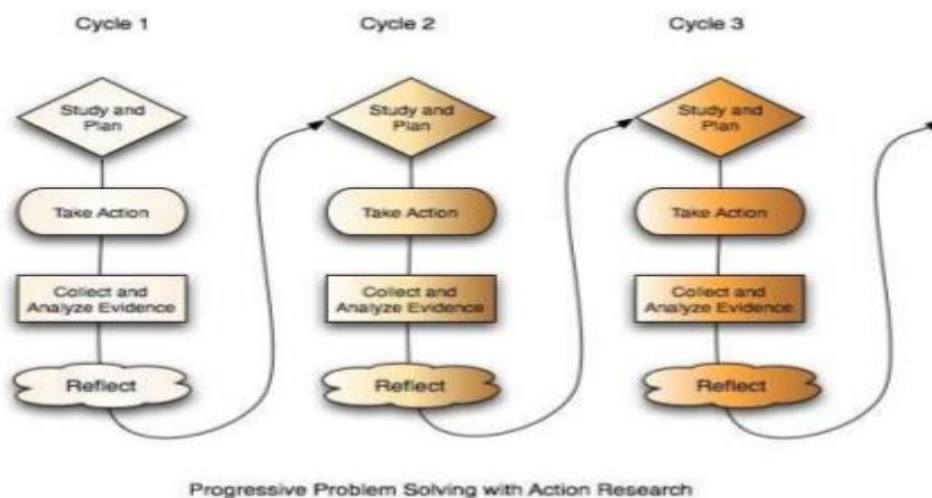 Cycle 1
Cycle 2
Cycle 3
Study and
Plan
Study and
Plan
Study and
Plan
Take Action
Take Action
Take Action
Collect and
Analyze Evidence
Collect and
Analyze Evidence
Collect and
Analyze Evidence
Reflect
Reflect
Reflect
Progressive Problem Solving with Action Research